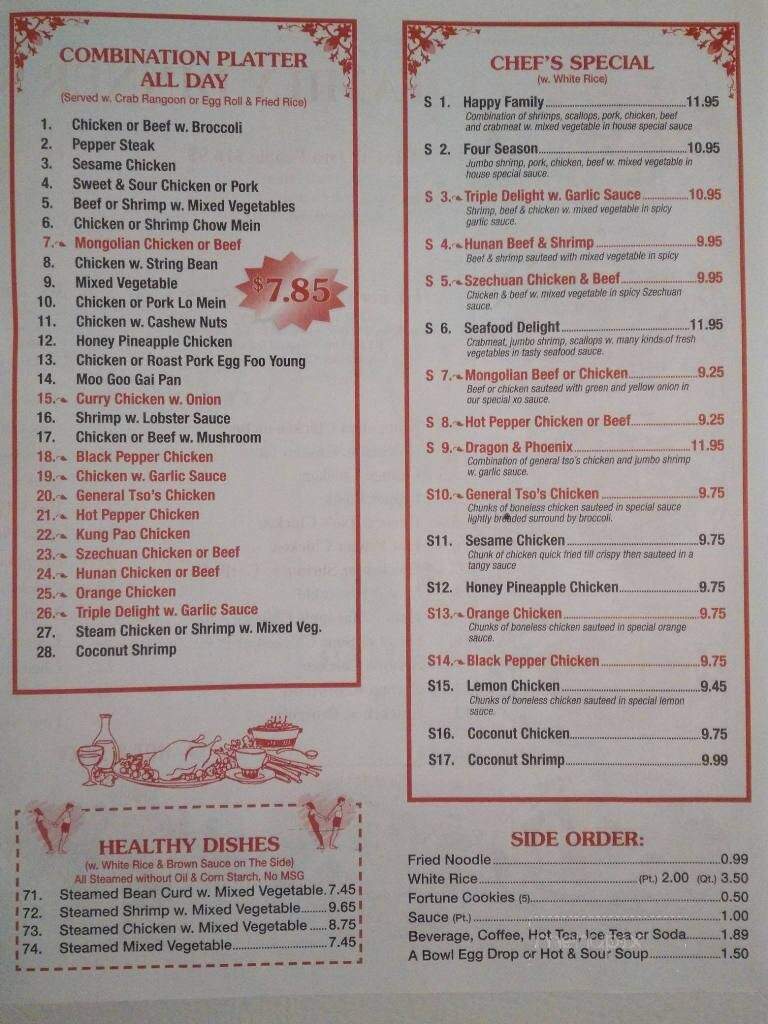 COMBINATION PLATTER
ALL DAY
(Served w. Crab Rangoon or Egg Roll & Fried Rice)
1. Chicken or Beef w. Broccoli
2. Pepper Steak
3. Sesame Chicken
4. Sweet & Sour Chicken or Pork
5. Beef or Shrimp w. Mixed Vegetables
6. Chicken or Shrimp Chow Mein
7. Mongolian Chicken or Beef
8. Chicken w. String Bean
9. Mixed Vegetable
$7.85
10. Chicken or Pork Lo Mein
11. Chicken w. Cashew Nuts
12. Honey Pineapple Chicken
13. Chicken or Roast Pork Egg Foo Young
14. Moo Goo Gai Pan
15. Curry Chicken w. Onion
16. Shrimp w. Lobster Sauce
17. Chicken or Beef w. Mushroom
18. Black Pepper Chicken
19. Chicken w. Garlic Sauce
20. General Tso's Chicken
21. Hot Pepper Chicken
22. Kung Pao Chicken
23. Szechuan Chicken or Beef
24. Hunan Chicken or Beef
25. Orange Chicken
26. Triple Delight w. Garlic Sauce
27. Steam Chicken or Shrimp w. Mixed Veg.
28. Coconut Shrimp
HEALTHY DISHES
(w. White Rice & Brown Sauce on The Side)
All Steamed without Oil & Corn Starch, No MSG
71. Steamed Bean Curd w. Mixed Vegetable. 7.45
72. Steamed Shrimp w. Mixed Vegetable........ 9.65
73. Steamed Chicken w. Mixed Vegetable ..... 8.75
74. Steamed Mixed Vegetable........................ 7.45
CHEF'S SPECIAL
(w. White Rice)
S 1. Happy Family.................................11.95
Combination of shrimps, scallops, pork, chicken, beef
and crabmeat w. mixed vegetable in house special sauce
S 2. Four Season..................................10.95
Jumbo shrimp, pork, chicken, beef w. mixed vegetable in
house special sauce.
S 3. Triple Delight w. Garlic Sauce...........10.95
Shrimp, beef & chicken w. mixed vegetable in spicy
garlic sauce.
S 4. Hunan Beef & Shrimp.......................9.95
Beef & shrimp sauteed with mixed vegetable in spicy
S 5. Szechuan Chicken & Beef.................9.95
Chicken & beef w. mixed vegetable in spicy Szechuan
sauce.
S 6. Seafood Delight..............................11.95
Crabmeat, jumbo shrimp, scallops w. many kinds of fresh
vegetables in tasty seafood sauce.
S 7. Mongolian Beef or Chicken................9.25
Beef or chicken sauteed with green and yellow onion in
our special xo sauce.
S 8. Hot Pepper Chicken or Beef...............9.25
S 9. Dragon & Phoenix...........................11.95
Combination of general tso's chicken and jumbo shrimp
w. garlic sauce.
S10. General Tso's Chicken .....................9.75
Chunks of boneless chicken sauteed in special sauce
lightly breaded surround by broccoli.
S11. Sesame Chicken ............................9.75
Chunk of chicken quick fried till crispy then sauteed in a
tangy sauce
S12. Honey Pineapple Chicken.................9.75
S13. Orange Chicken .............................9.75
Chunks of boneless chicken sauteed in special orange
sauce.
S14. Black Pepper Chicken .....................9.75
S15. Lemon Chicken ..............................9.45
Chunks of boneless chicken sauteed in special lemon
sauce.
S16. Coconut Chicken............................9.75
S17. Coconut Shrimp..............................9.99
SIDE ORDER:
Fried Noodle.............................................0.99
White Rice............................(Pt.) 2.00 (Qt.) 3.50
Fortune Cookies (5)....................................0.50
Sauce (Pt.)................................................1.00
Beverage, Coffee, Hot Tea, Ice Tea or Soda.........1.89
A Bowl Egg Drop or Hot & Sour Soup..................1.50
menupix